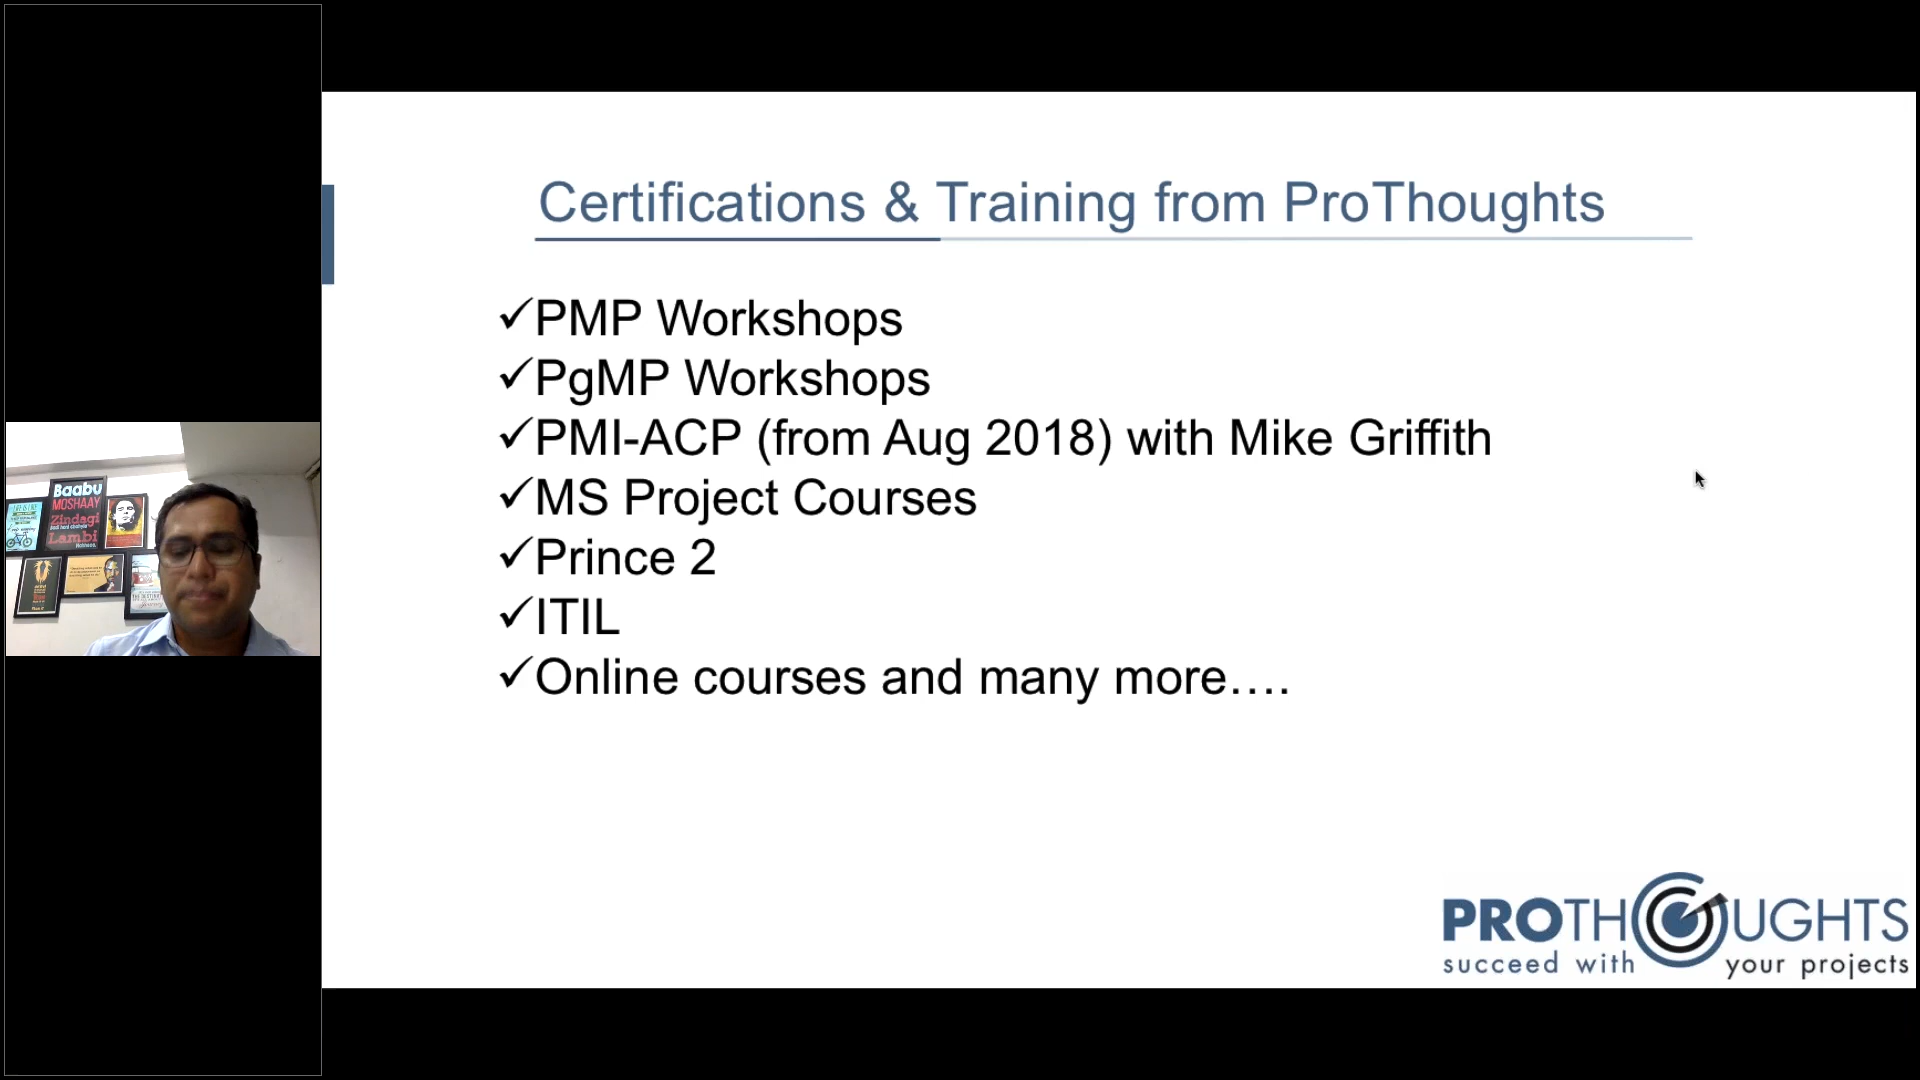 Certifications & Training from ProThoughts
✓PMP Workshops
✓PgMP Workshops
✓PMI-ACP (from Aug 2018) with Mike Griffith
✓MS Project Courses
✓Prince 2
✓ITIL
✓Online courses and many more….
PROTHOUGHTS
succeed with your projects
Baabu
MOSHAAY
Zindagi
Lambi